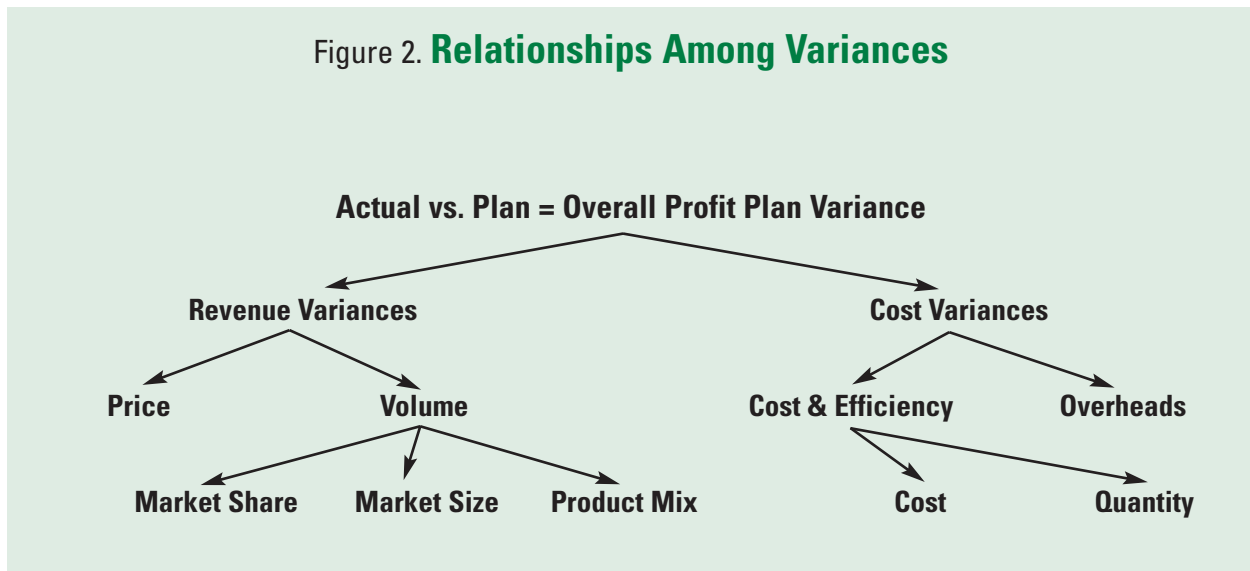 Figure 2. Relationships Among Variances
Actual vs. Plan = Overall Profit Plan Variance
Revenue Variances
Cost Variances
Price
Volume
Cost & Efficiency
Overheads
Market Share
Market Size
Product Mix
Cost
Quantity